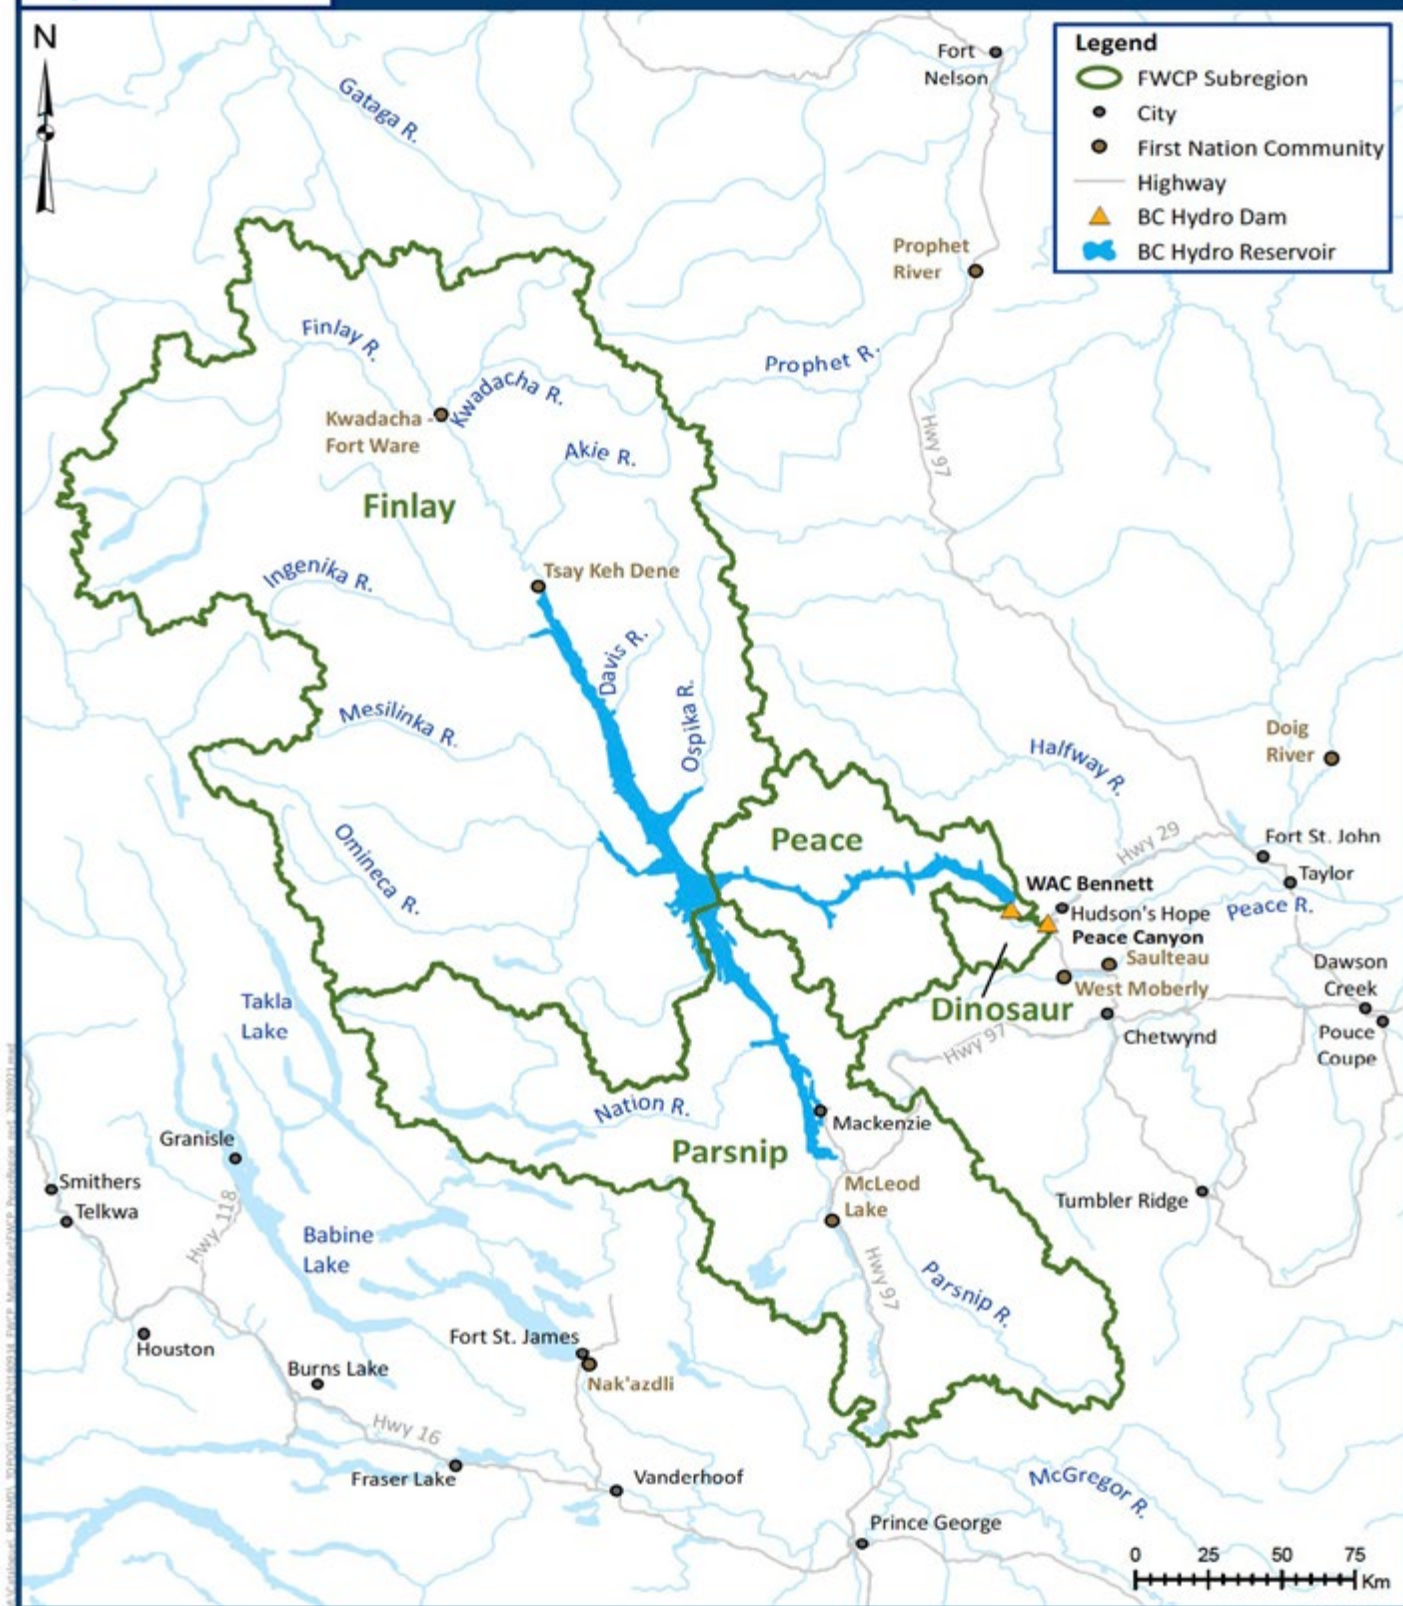 N
Legend
FWCP Subregion
City
First Nation Community
Highway
BC Hydro Dam
BC Hydro Reservoir
Fort
Nelson
Gataga R.
Prophet
River
Finlay R.
Prophet R.
Kwadacha -
Fort Ware
Kwadacha R.
Akie R.
Hwy 97
Finlay
Tsay Keh Dene
Ingenika R.
Davis R.
Ospika R.
Mesilinka R.
Halfway R.
Doig
River
Omineca R.
Peace
Hwy 29
Fort St. John
Taylor
WAC Bennett
Hudson's Hope
Peace R.
Peace Canyon
Saulteau
West Moberly
Dawson
Creek
Dinosaur
Takla
Lake
Chetwynd
Pouce
Coupe
Hwy 97
Nation R.
Mackenzie
Granisle
Parsnip
Smithers
Telkwa
McLeod
Lake
Tumbler Ridge
Hwy 118
Babine
Lake
Hwy 97
Parsnip R.
Fort St. James
Houston
Burns Lake
Nak'azdli
Hwy 16
Fraser Lake
Vanderhoof
McGregor R.
Prince George
0 25 50 75
Km